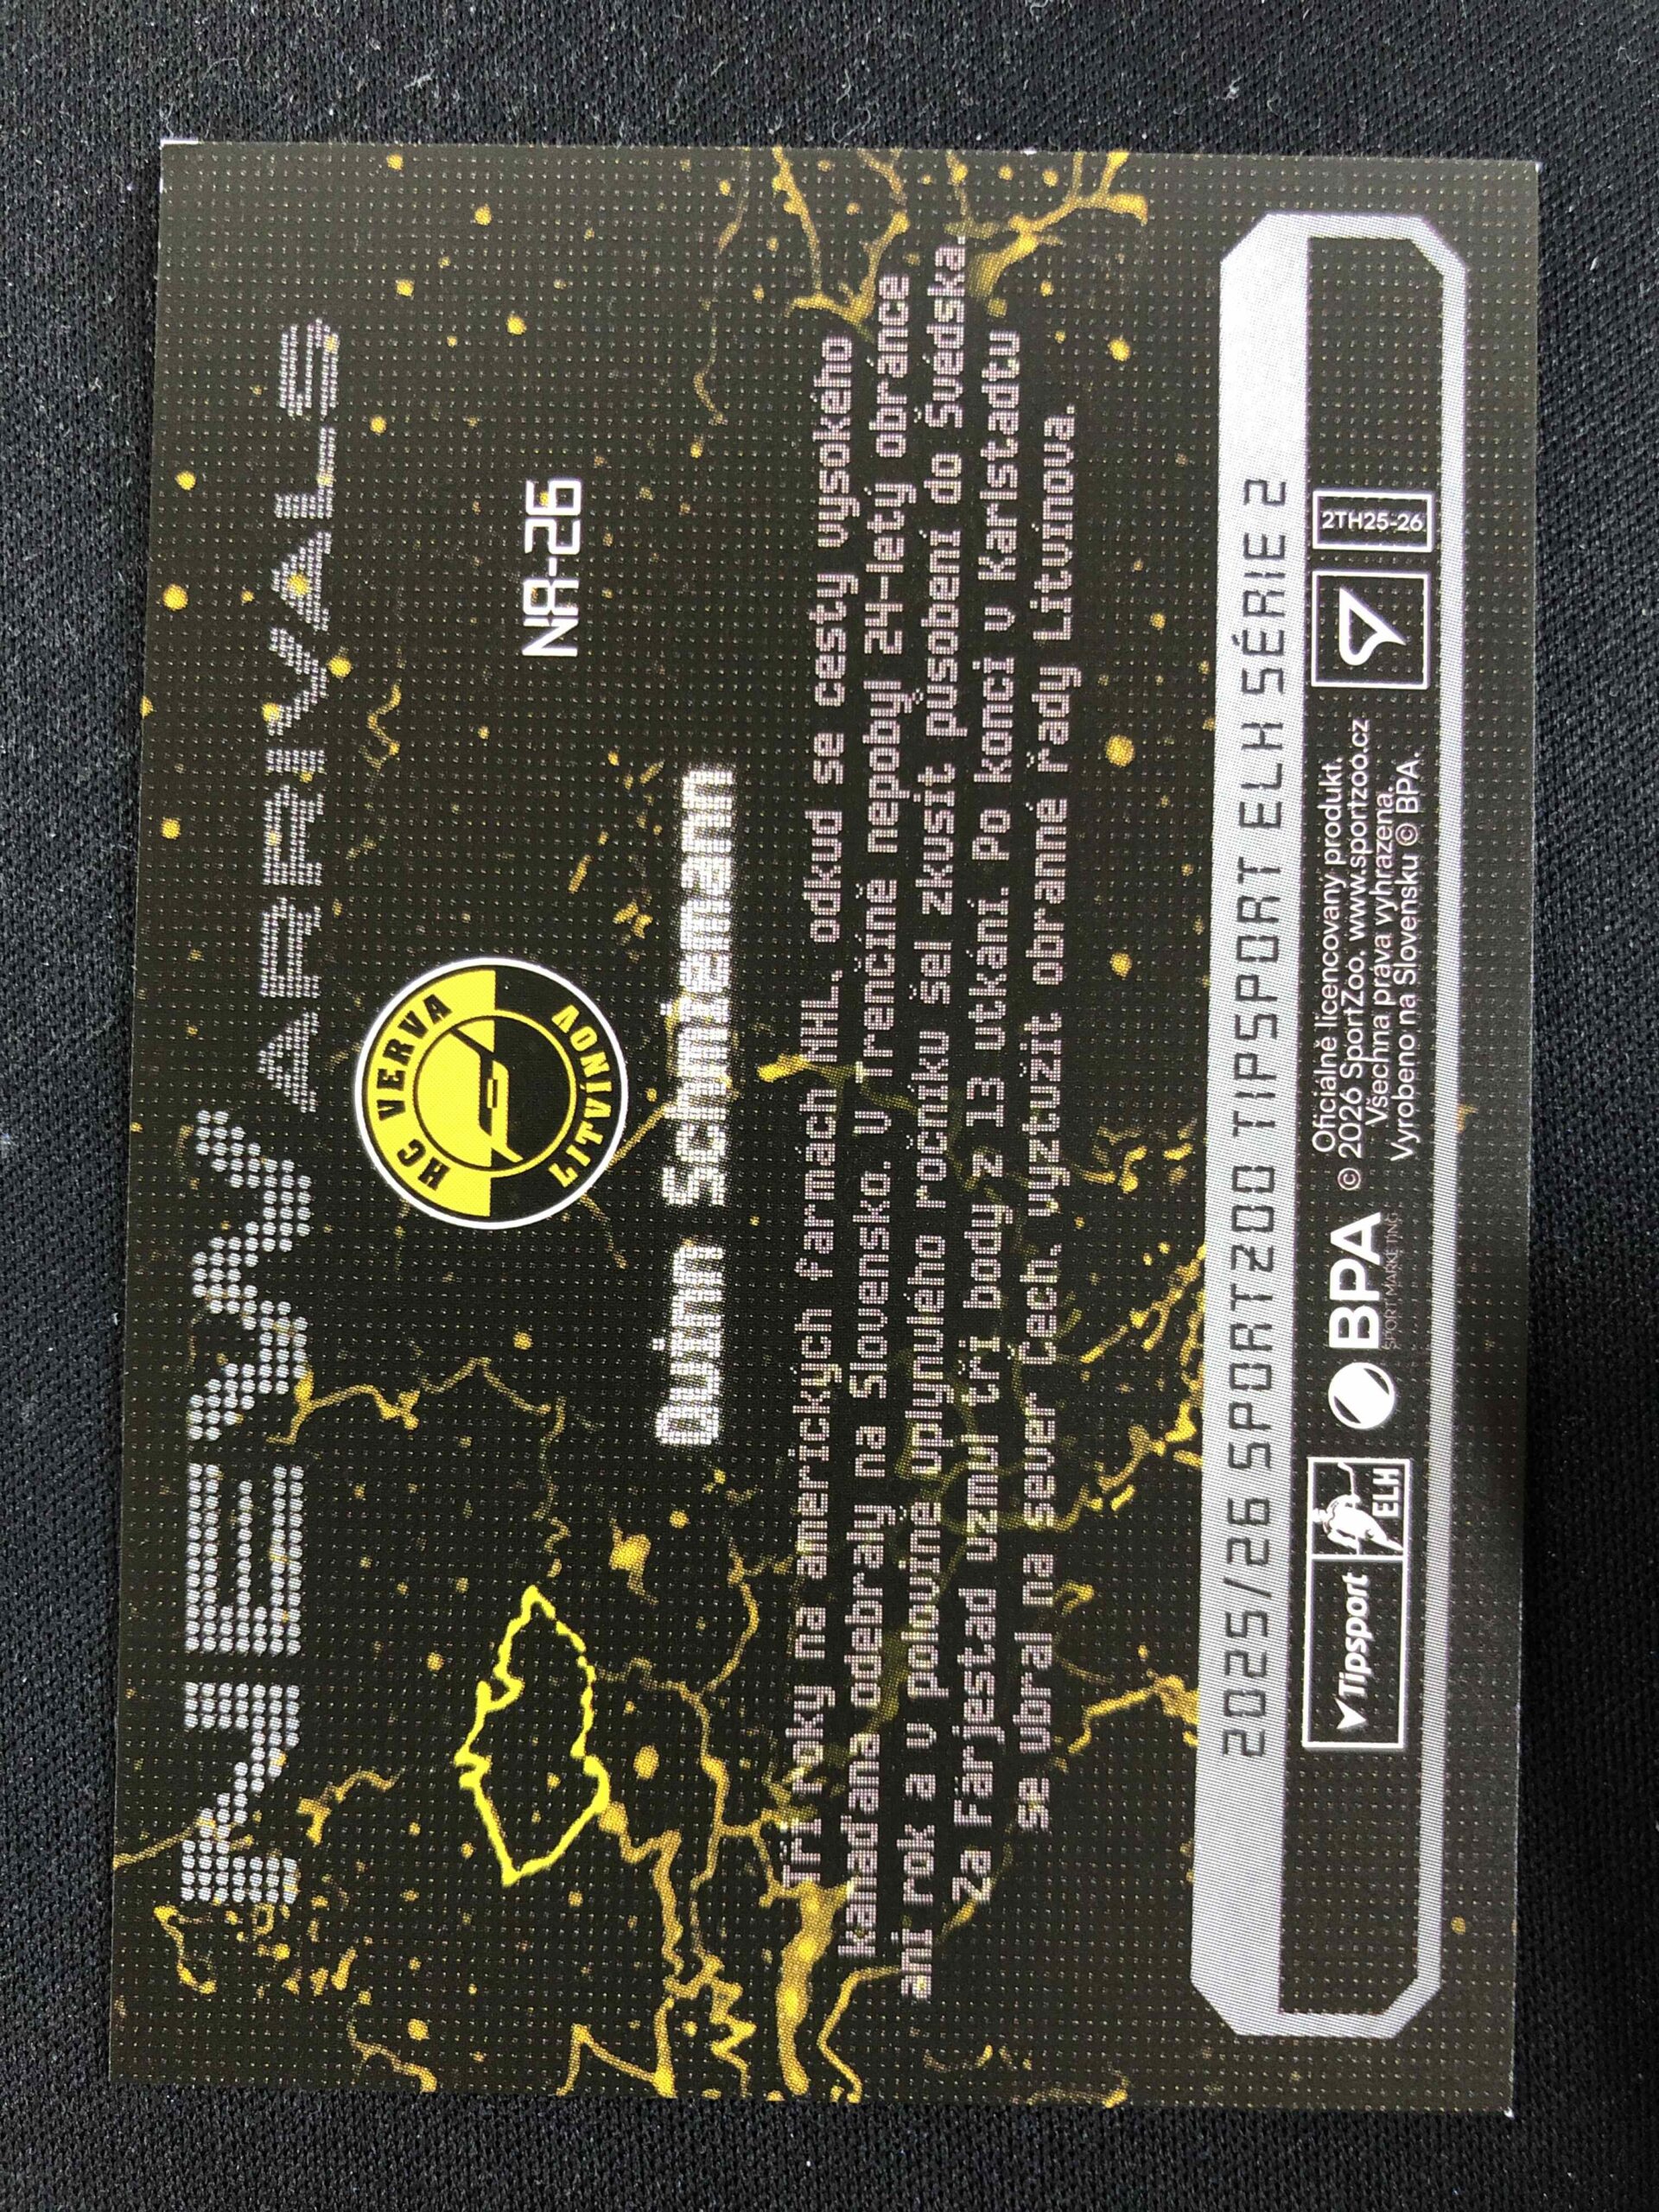 NEW ARRIVALS
HC VERVA
LITVÍNOV
NA-26
Quinn Schmiemann
Tři roky na amerických farmách NHL, odkud se cesty vysokého
kanaďana odebraly na Slovensko. V Trenčíně nepobyl 24-letý obránce
ani rok a v polovině uplynulého ročníku šel zkusit působení do Švédska.
Za Färjestad vzmul tři body z 13 utkání. Po konci v Karlstadtu
se vbral na sever Čech, vyztužit obranné řady Litvínova.
2025/26 SPORTZOO TIPSPORT ELH SÉRIE 2
Tipsport
ELH
BPA
SPORT MARKETING
Oficiálně licencovaný produkt.
© 2026 SportZoo. www.sportzoo.cz
Všechna práva vyhrazena.
Vyrobeno na Slovensku © BPA.
2TH25-26